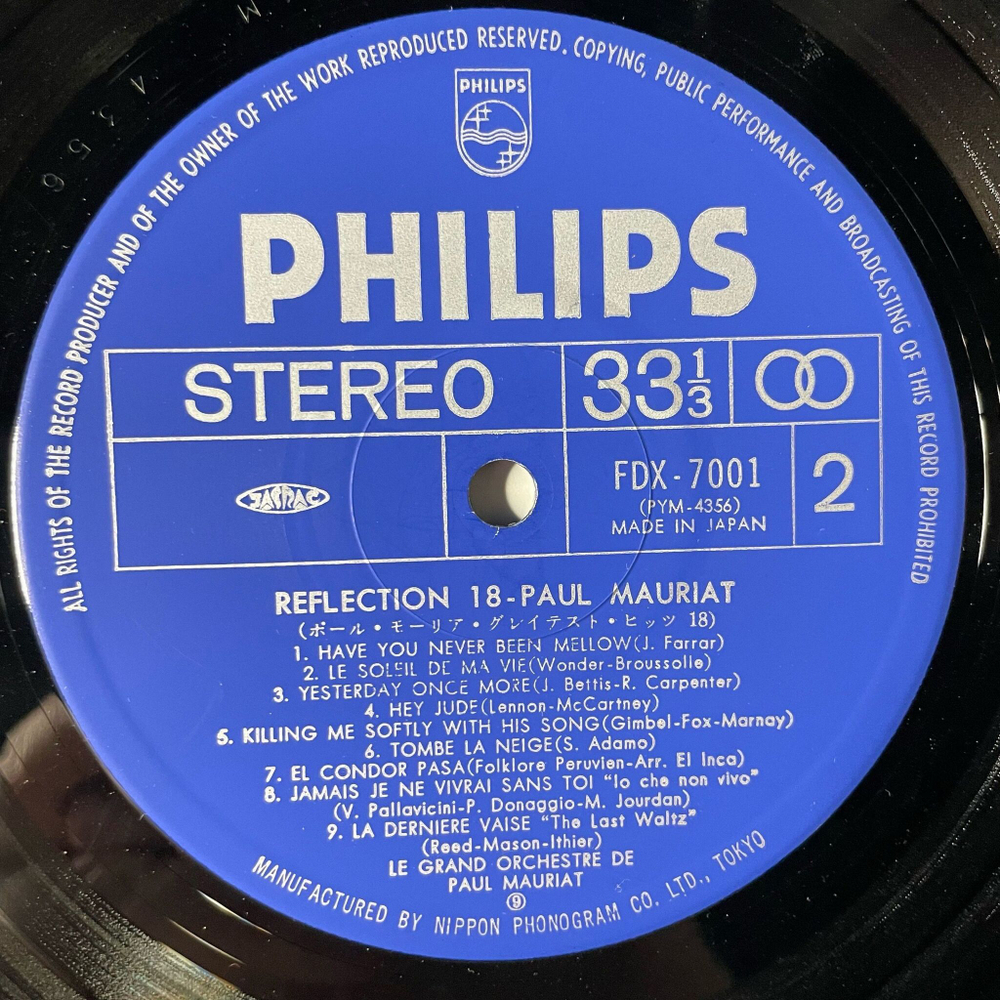 ALL RIGHTS OF THE RECORD PRODUCER AND OF THE OWNER OF THE WORK REPRODUCED RESERVED. COPYING, PUBLIC PERFORMANCE AND BROADCASTING OF THIS RECORD PROHIBITED
M 4 3 5 6
PHILIPS
PHILIPS
STEREO 33 1/3
JASRAC FDX-7001 2
(PYM-4356)
MADE IN JAPAN
REFLECTION 18-PAUL MAURIAT
(ポール・モーリア・グレイテスト・ヒッツ 18)
1. HAVE YOU NEVER BEEN MELLOW(J. Farrar)
2. LE SOLEIL DE MA VIE(Wonder-Broussolle)
3. YESTERDAY ONCE MORE(J. Bettis-R. Carpenter)
4. HEY JUDE(Lennon-McCartney)
5. KILLING ME SOFTLY WITH HIS SONG(Gimbel-Fox-Marnay)
6. TOMBE LA NEIGE(S. Adamo)
7. EL CONDOR PASA(Folklore Peruvien-Arr. El Inca)
8. JAMAIS JE NE VIVRAI SANS TOI "Io che non vivo"
(V. Pallavicini-P. Donaggio-M. Jourdan)
9. LA DERNIERE VAISE "The Last Waltz"
(Reed-Mason-Ithier)
LE GRAND ORCHESTRE DE
PAUL MAURIAT
⑨
MANUFACTURED BY NIPPON PHONOGRAM CO. LTD., TOKYO